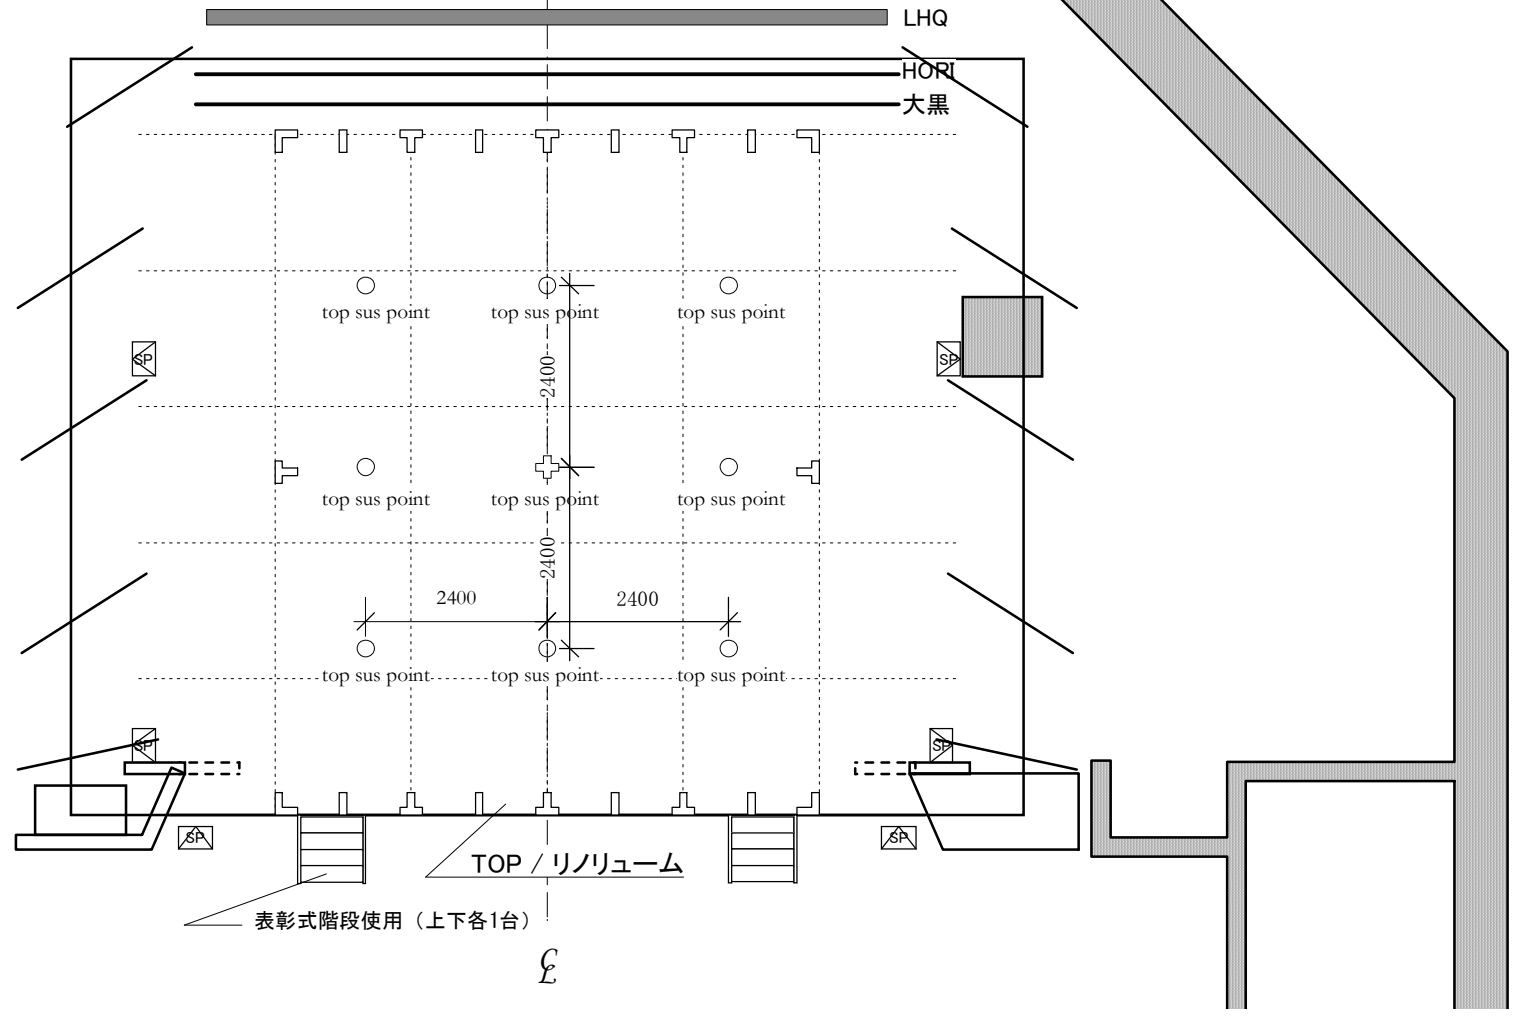 LHQ
HORI
大黒
top sus point top sus point top sus point
2400
SP SP
top sus point top sus point top sus point
2400
2400 2400
top sus point top sus point top sus point
SP SP
SP SP
TOP / リノリューム
表彰式階段使用（上下各1台）
CL